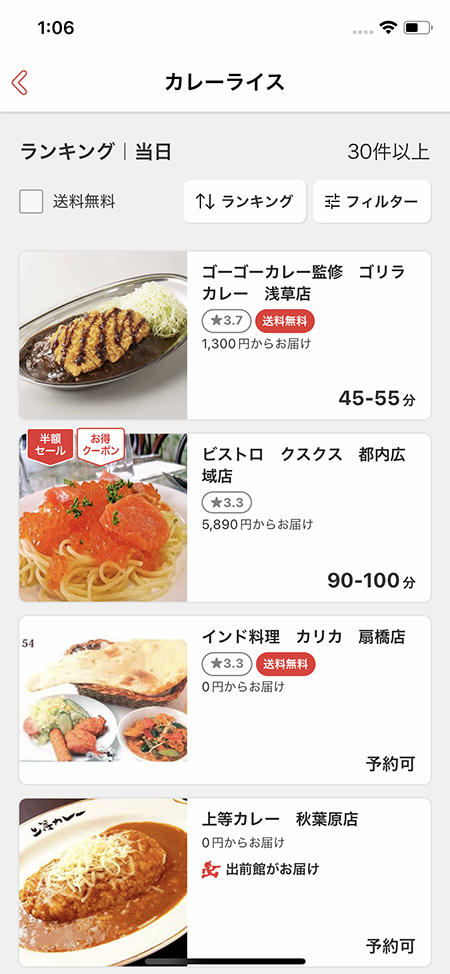 1:06
カレーライス
ランキング｜当日
30件以上
送料無料
ランキング
フィルター
ゴーゴーカレー監修　ゴリラ
カレー　浅草店
★3.7 送料無料
1,300円からお届け
45-55分
半額
セール
お得
クーポン
ビストロ　クスクス　都内広
域店
★3.3
5,890円からお届け
90-100分
54
インド料理　カリカ　扇橋店
★3.3 送料無料
0円からお届け
予約可
上等カレー
上等カレー　秋葉原店
0円からお届け
出前館がお届け
予約可